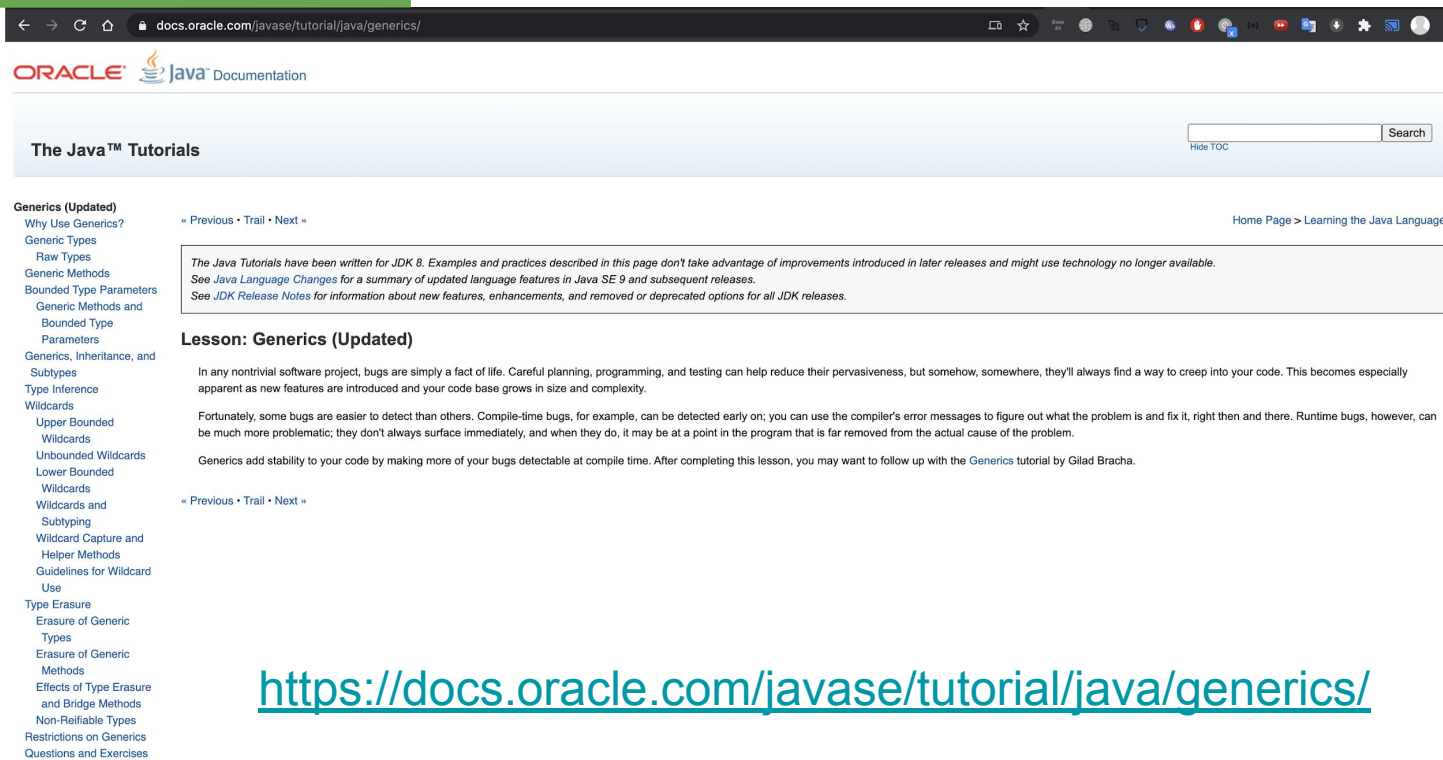 docs.oracle.com/javase/tutorial/java/generics/
ORACLE® Java™ Documentation
The Java™ Tutorials
Search
Hide TOC
Generics (Updated)
Why Use Generics?
Generic Types
Raw Types
Generic Methods
Bounded Type Parameters
Generic Methods and
Bounded Type
Parameters
Generics, Inheritance, and
Subtypes
Type Inference
Wildcards
Upper Bounded
Wildcards
Unbounded Wildcards
Lower Bounded
Wildcards
Wildcards and
Subtyping
Wildcard Capture and
Helper Methods
Guidelines for Wildcard
Use
Type Erasure
Erasure of Generic
Types
Erasure of Generic
Methods
Effects of Type Erasure
and Bridge Methods
Non-Reifiable Types
Restrictions on Generics
Questions and Exercises
« Previous • Trail • Next »
Home Page > Learning the Java Language
The Java Tutorials have been written for JDK 8. Examples and practices described in this page don't take advantage of improvements introduced in later releases and might use technology no longer available.
See Java Language Changes for a summary of updated language features in Java SE 9 and subsequent releases.
See JDK Release Notes for information about new features, enhancements, and removed or deprecated options for all JDK releases.
Lesson: Generics (Updated)
In any nontrivial software project, bugs are simply a fact of life. Careful planning, programming, and testing can help reduce their pervasiveness, but somehow, somewhere, they'll always find a way to creep into your code. This becomes especially
apparent as new features are introduced and your code base grows in size and complexity.
Fortunately, some bugs are easier to detect than others. Compile-time bugs, for example, can be detected early on; you can use the compiler's error messages to figure out what the problem is and fix it, right then and there. Runtime bugs, however, can
be much more problematic; they don't always surface immediately, and when they do, it may be at a point in the program that is far removed from the actual cause of the problem.
Generics add stability to your code by making more of your bugs detectable at compile time. After completing this lesson, you may want to follow up with the Generics tutorial by Gilad Bracha.
« Previous • Trail • Next »
https://docs.oracle.com/javase/tutorial/java/generics/